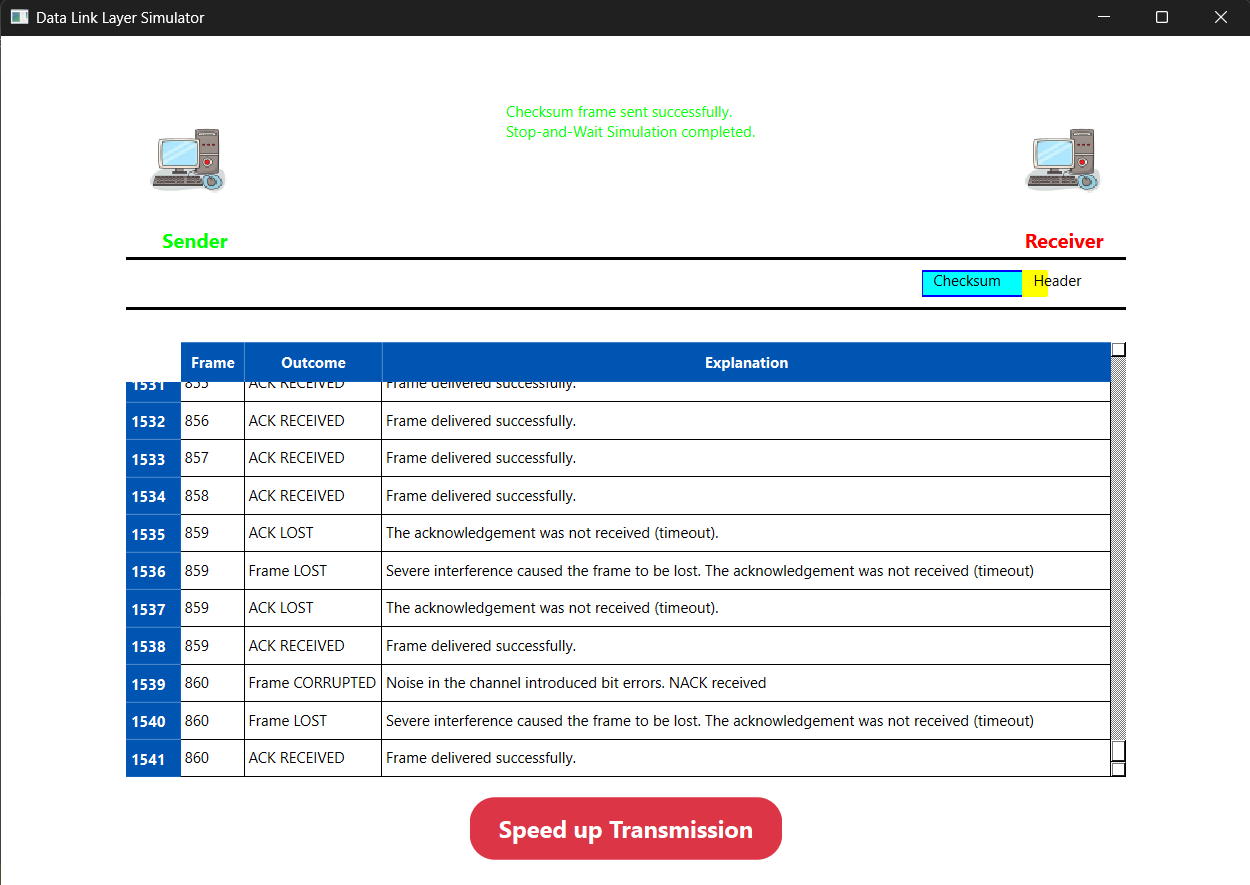 Data Link Layer Simulator
Checksum frame sent successfully.
Stop-and-Wait Simulation completed.
Sender
Receiver
Checksum Header
Frame Outcome Explanation
1531 855 ACK RECEIVED Frame delivered successfully.
1532 856 ACK RECEIVED Frame delivered successfully.
1533 857 ACK RECEIVED Frame delivered successfully.
1534 858 ACK RECEIVED Frame delivered successfully.
1535 859 ACK LOST The acknowledgement was not received (timeout).
1536 859 Frame LOST Severe interference caused the frame to be lost. The acknowledgement was not received (timeout)
1537 859 ACK LOST The acknowledgement was not received (timeout).
1538 859 ACK RECEIVED Frame delivered successfully.
1539 860 Frame CORRUPTED Noise in the channel introduced bit errors. NACK received
1540 860 Frame LOST Severe interference caused the frame to be lost. The acknowledgement was not received (timeout)
1541 860 ACK RECEIVED Frame delivered successfully.
Speed up Transmission